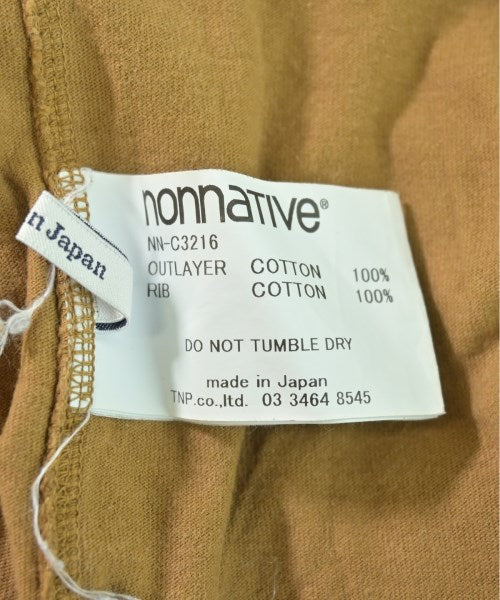 nonnative®
NN-C3216
OUTLAYER COTTON 100%
RIB COTTON 100%
DO NOT TUMBLE DRY
made in Japan
TNP.co.,ltd. 03 3464 8545
n Japan